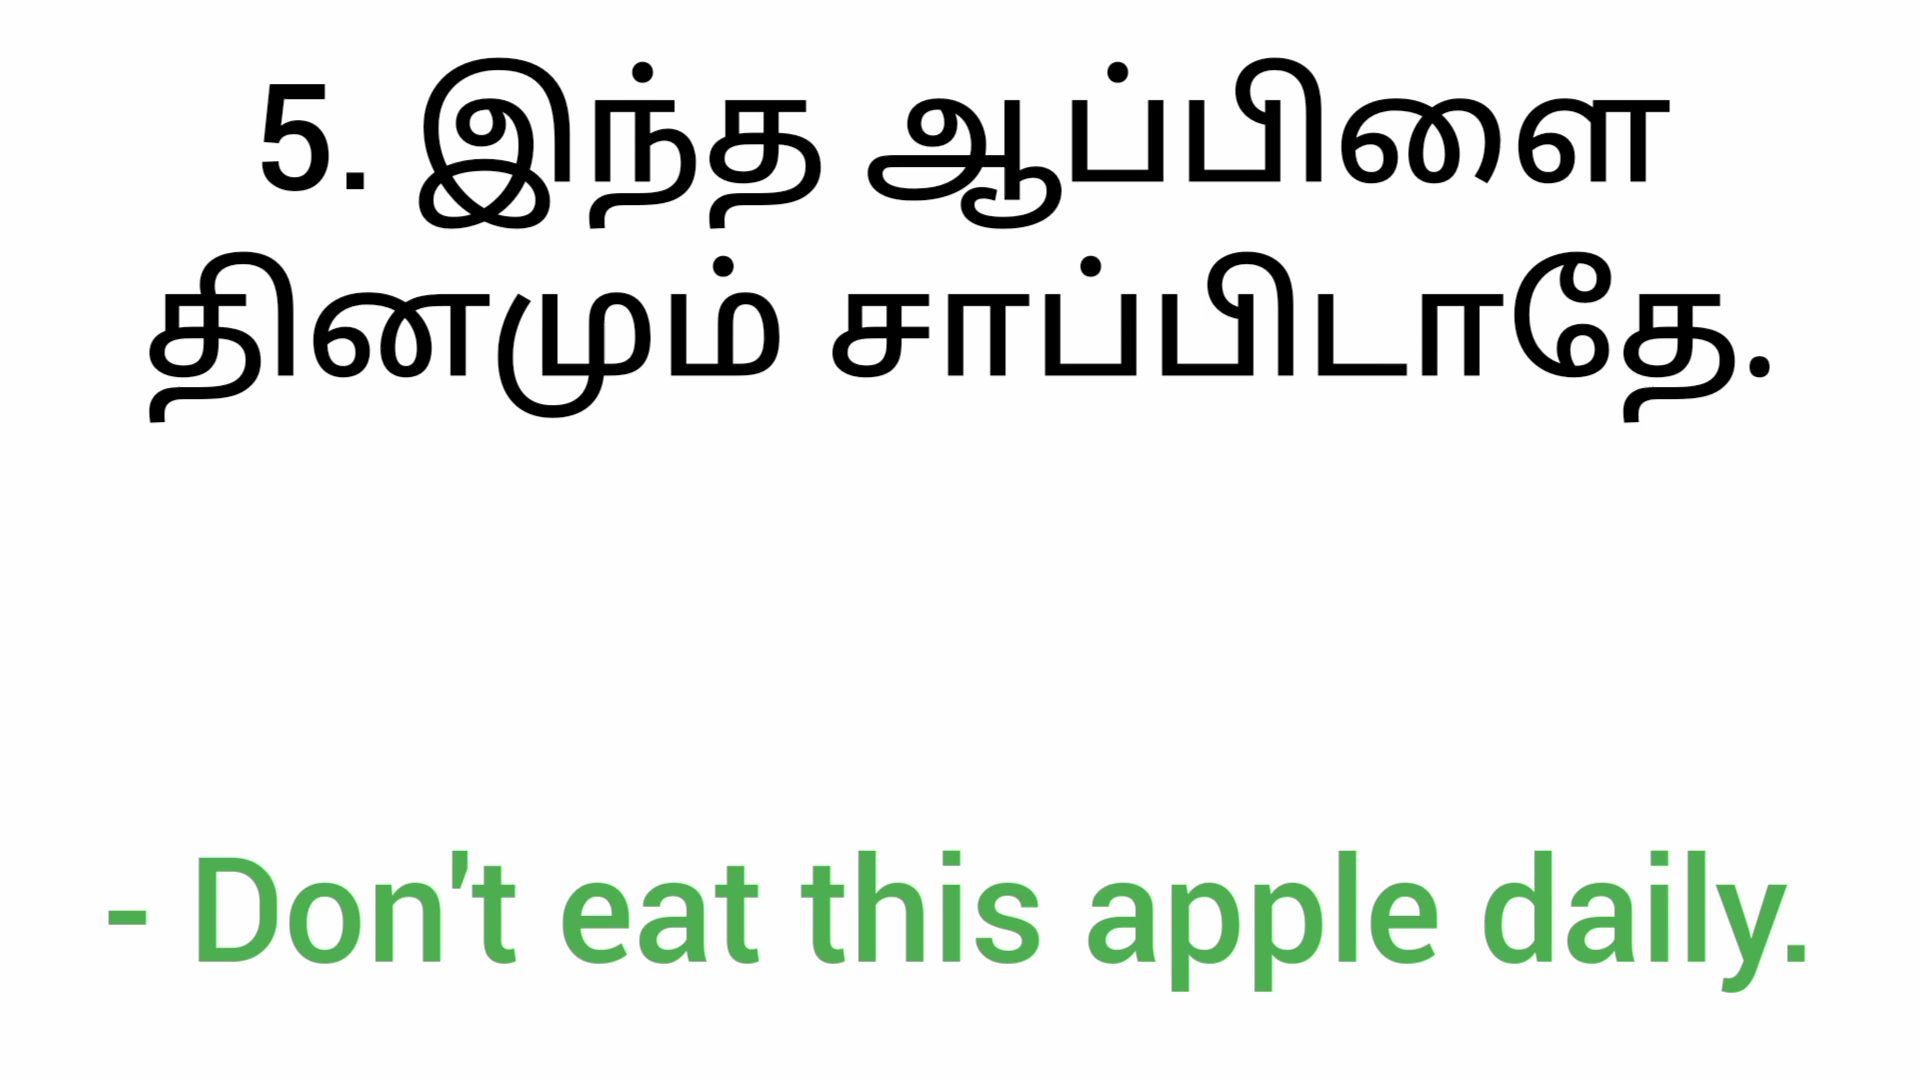 5. இந்த ஆப்பிளை
தினமும் சாப்பிடாதே.
- Don't eat this apple daily.